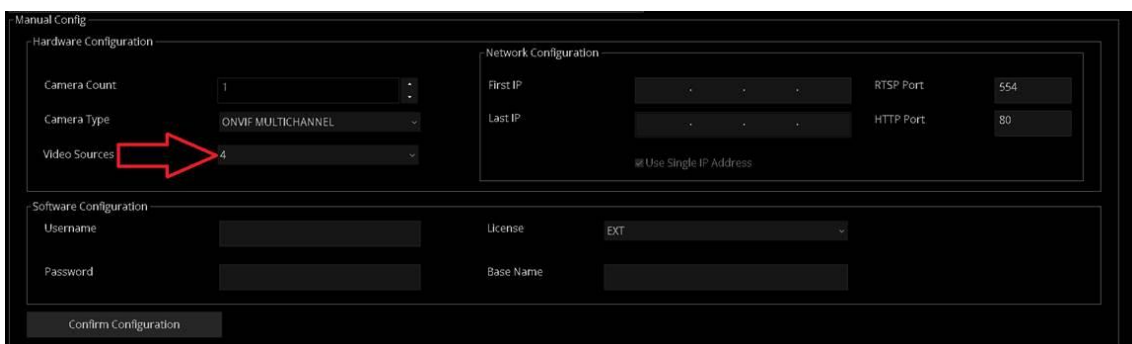 Manual Config
Hardware Configuration
Camera Count
1
Camera Type
ONVIF MULTICHANNEL
Video Sources
4
Network Configuration
First IP
. . .
RTSP Port
554
Last IP
. . .
HTTP Port
80
Use Single IP Address
Software Configuration
Username
License
EXT
Password
Base Name
Confirm Configuration